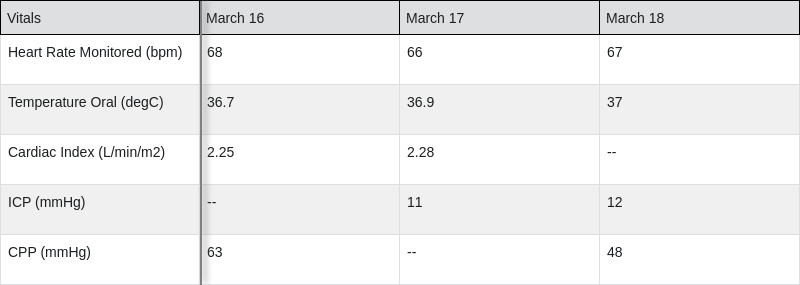 Vitals March 16 March 17 March 18
Heart Rate Monitored (bpm) 68 66 67
Temperature Oral (degC) 36.7 36.9 37
Cardiac Index (L/min/m2) 2.25 2.28 --
ICP (mmHg) -- 11 12
CPP (mmHg) 63 -- 48